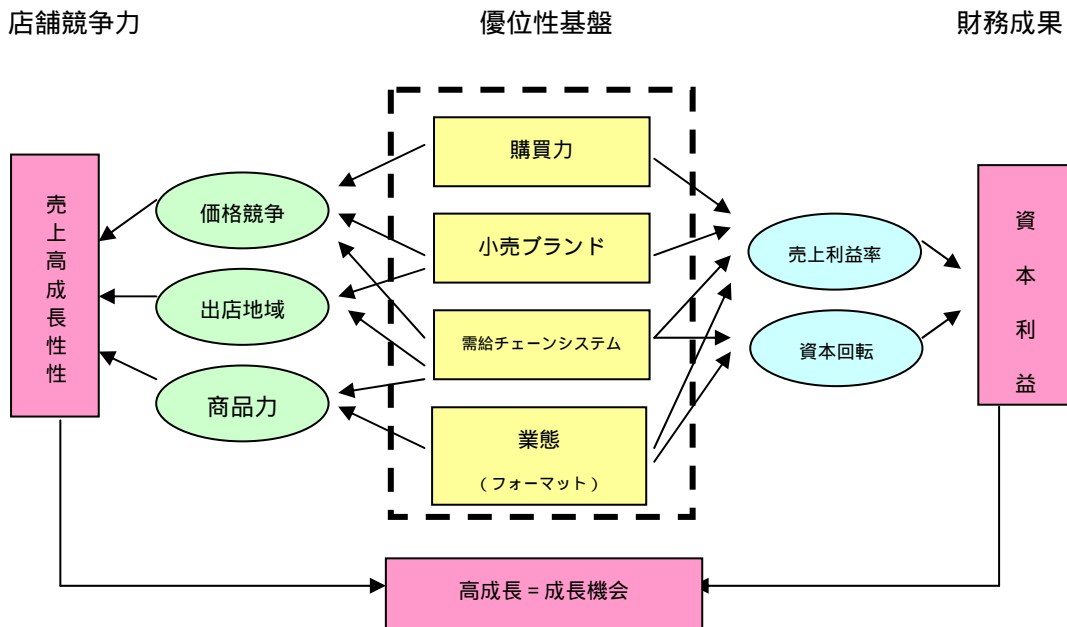 店舗競争力
優位性基盤
財務成果
売上高成長性性
価格競争
出店地域
商品力
購買力
小売ブランド
需給チェーンシステム
業態
(フォーマット)
売上利益率
資本回転
資本利益
高成長=成長機会